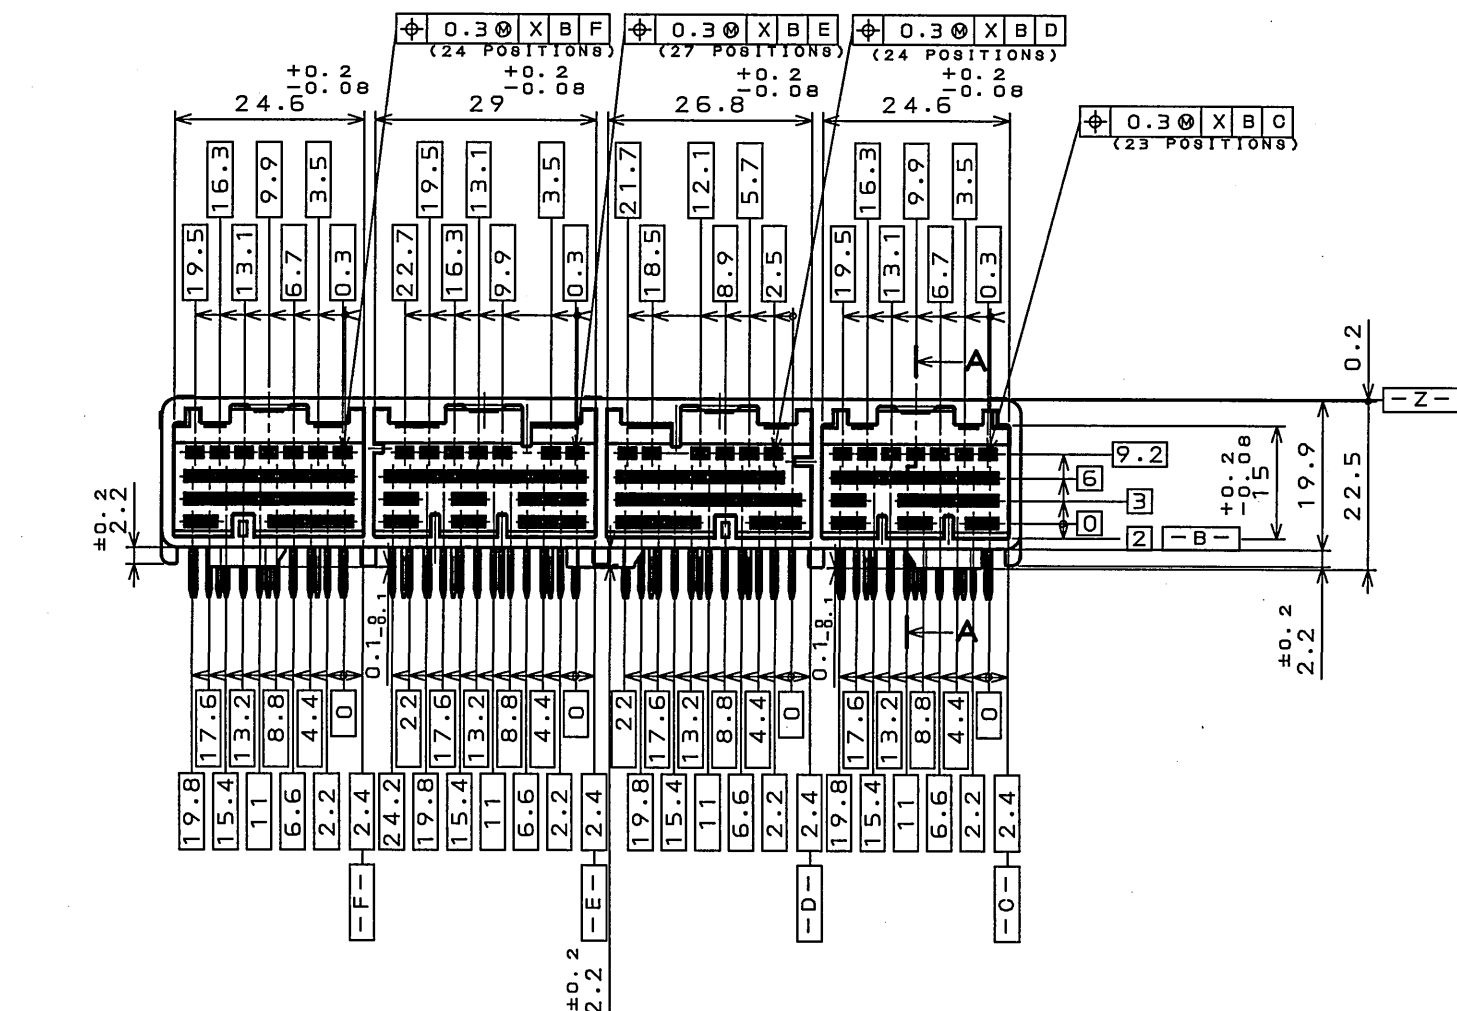 ⌖ 0.3 Ⓜ X B F
(24 POSITIONS)
⌖ 0.3 Ⓜ X B E
(27 POSITIONS)
⌖ 0.3 Ⓜ X B D
(24 POSITIONS)
⌖ 0.3 Ⓜ X B C
(23 POSITIONS)
24.6 +0.2 -0.08
29 +0.2 -0.08
26.8 +0.2 -0.08
24.6 +0.2 -0.08
16.3 9.9 3.5
19.5 13.1 3.5
21.7 12.1 5.7
16.3 9.9 3.5
19.5 13.1 6.7 0.3
22.7 16.3 9.9 0.3
18.5 8.9 2.5
19.5 13.1 6.7 0.3
A
0.2
-Z-
9.2
6
3
0
2 -B-
+0.2 -0.08 15
19.9
22.5
±0.2 2.2
±0.2 2.2
0.1 0 -0.1
0.1 0 -0.1
A
17.6 13.2 8.8 4.4 0
22 17.6 13.2 8.8 4.4 0
22 17.6 13.2 8.8 4.4 0
17.6 13.2 8.8 4.4 0
19.8 15.4 11 6.6 2.2 2.4
24.2 19.8 15.4 11 6.6 2.2 2.4
19.8 15.4 11 6.6 2.2 2.4
19.8 15.4 11 6.6 2.2 2.4
-F-
-E-
-D-
-C-
±0.2 2.2